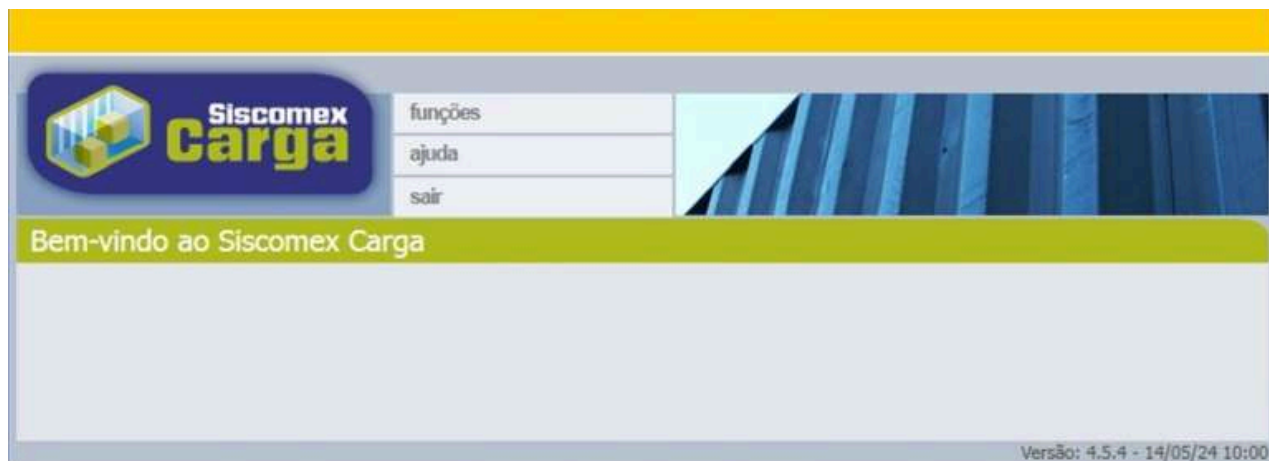 Siscomex
Carga
funções
ajuda
sair
Bem-vindo ao Siscomex Carga
Versão: 4.5.4 - 14/05/24 10:00